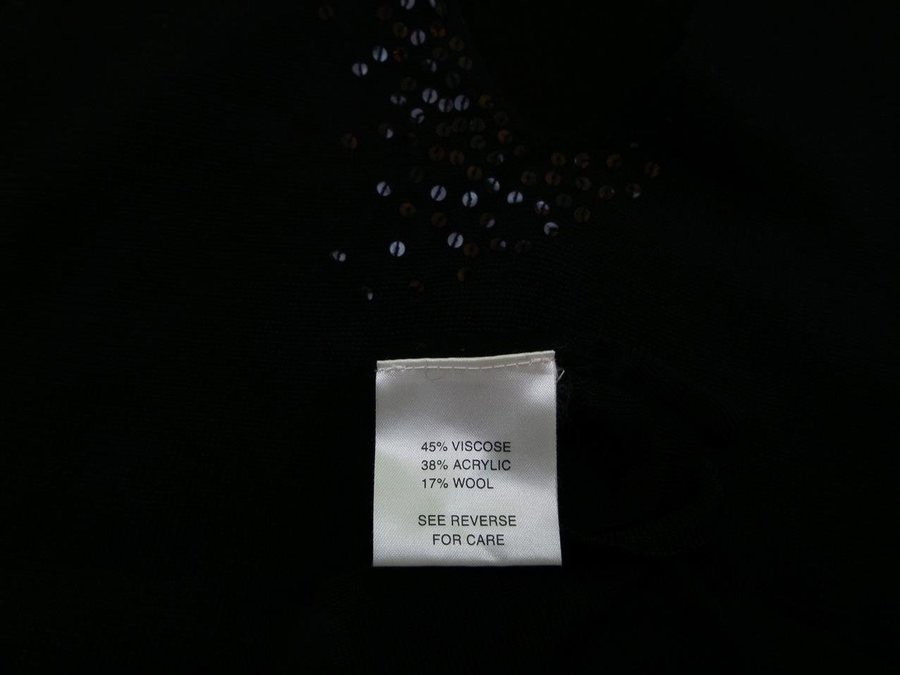 45% VISCOSE
38% ACRYLIC
17% WOOL
SEE REVERSE
FOR CARE